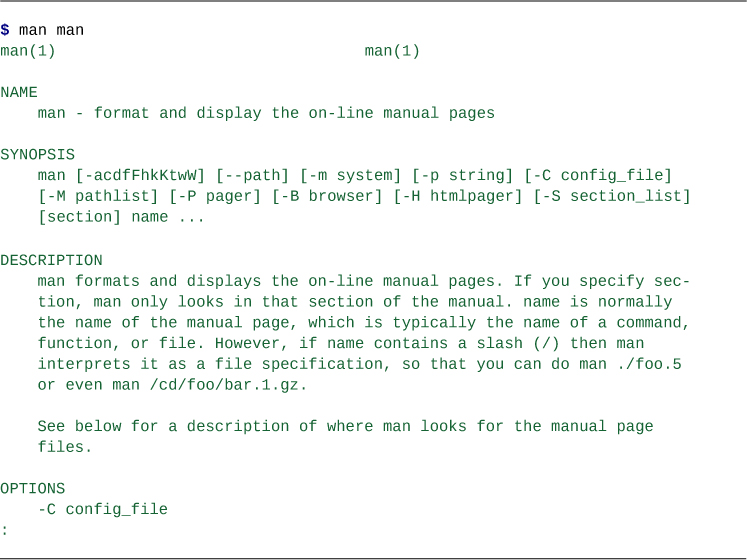 $ man man
man(1) man(1)
NAME
man - format and display the on-line manual pages
SYNOPSIS
man [-acdfFhkKtwW] [--path] [-m system] [-p string] [-C config_file]
[-M pathlist] [-P pager] [-B browser] [-H htmlpager] [-S section_list]
[section] name ...
DESCRIPTION
man formats and displays the on-line manual pages. If you specify sec-
tion, man only looks in that section of the manual. name is normally
the name of the manual page, which is typically the name of a command,
function, or file. However, if name contains a slash (/) then man
interprets it as a file specification, so that you can do man ./foo.5
or even man /cd/foo/bar.1.gz.
See below for a description of where man looks for the manual page
files.
OPTIONS
-C config_file
: